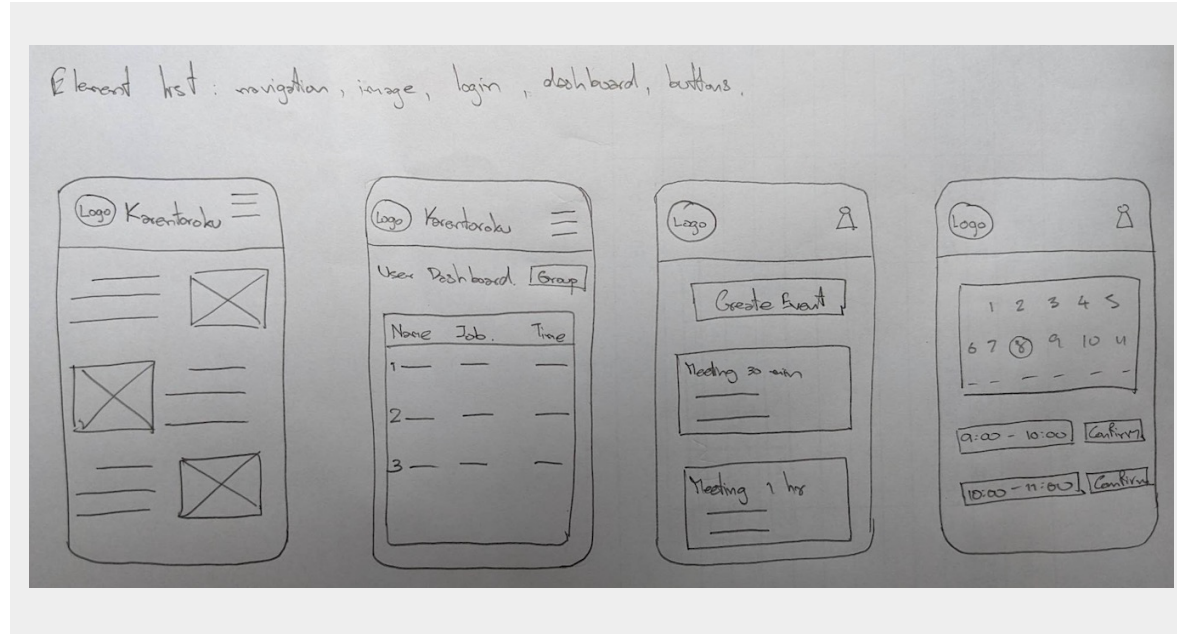 Element list : navigation, image, login, dashboard, buttons.
Logo Karentoroku
Logo Karentoroku
User Dashboard. Group
Name Job. Time
1
2
3
Logo
Create Event
Meeting 30 min
Meeting 1 hr
Logo
1 2 3 4 5
6 7 8 9 10 11
9:00 - 10:00 Confirm
10:00 - 11:00 Confirm